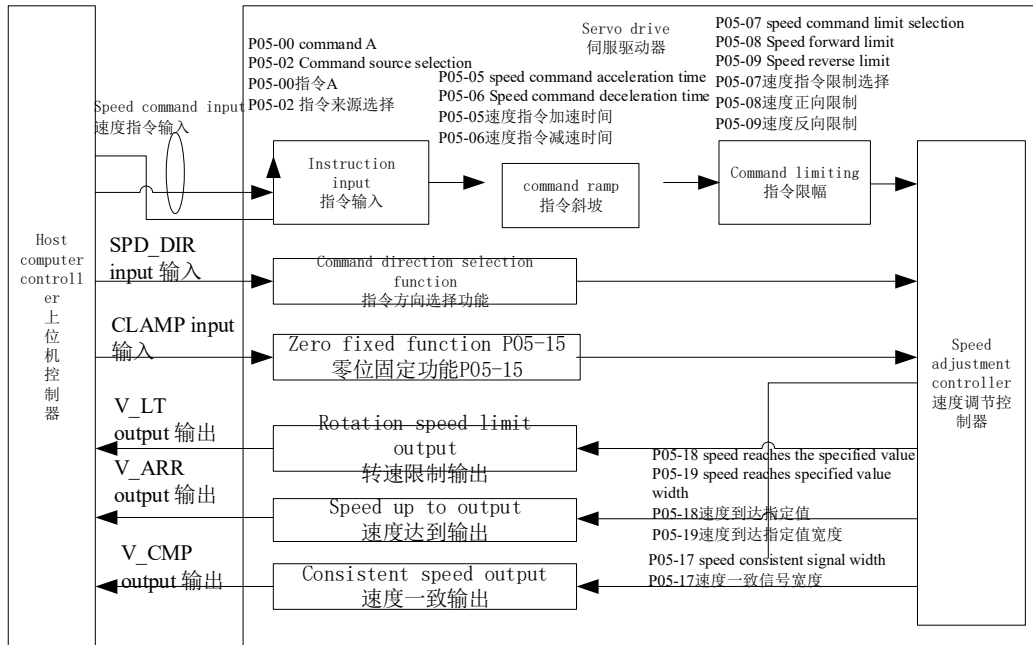 Servo drive
伺服驱动器
P05-00 command A
P05-02 Command source selection
P05-00指令A
P05-02 指令来源选择
P05-05 speed command acceleration time
P05-06 Speed command deceleration time
P05-05速度指令加速时间
P05-06速度指令减速时间
P05-07 speed command limit selection
P05-08 Speed forward limit
P05-09 Speed reverse limit
P05-07速度指令限制选择
P05-08速度正向限制
P05-09速度反向限制
Speed command input
速度指令输入
Instruction
input
指令输入
command ramp
指令斜坡
Command limiting
指令限幅
Host
computer
controll
er
上
位
机
控
制
器
SPD_DIR
input 输入
Command direction selection
function
指令方向选择功能
CLAMP input
输入
Zero fixed function P05-15
零位固定功能P05-15
Speed
adjustment
controller
速度调节控
制器
V_LT
output 输出
Rotation speed limit
output
转速限制输出
P05-18 speed reaches the specified value
P05-19 speed reaches specified value
width
P05-18速度到达指定值
P05-19速度到达指定值宽度
V_ARR
output 输出
Speed up to output
速度达到输出
V_CMP
output 输出
Consistent speed output
速度一致输出
P05-17 speed consistent signal width
P05-17速度一致信号宽度